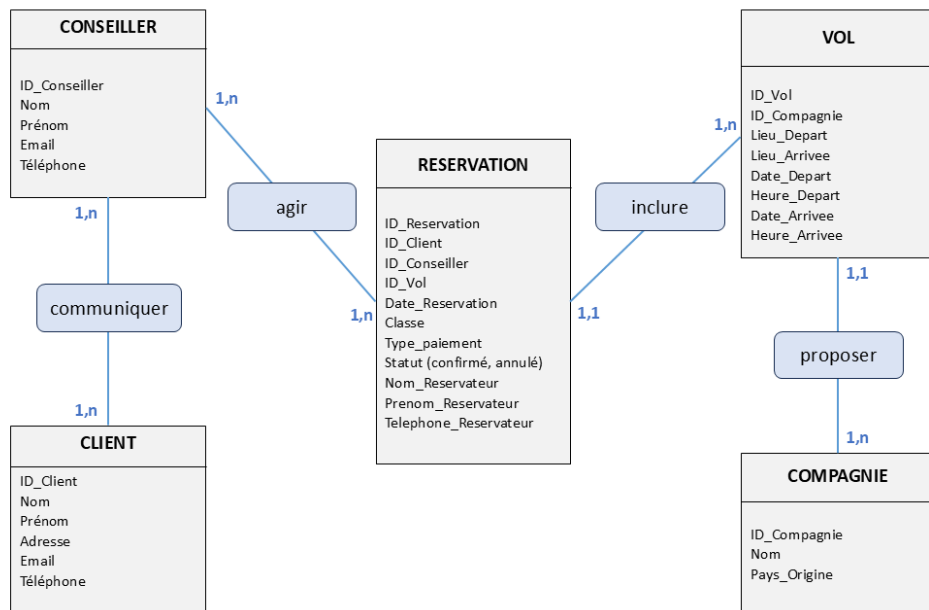 CONSEILLER
ID_Conseiller
Nom
Prénom
Email
Téléphone
1,n
agir
1,n
1,n
communiquer
1,n
CLIENT
ID_Client
Nom
Prénom
Adresse
Email
Téléphone
RESERVATION
ID_Reservation
ID_Client
ID_Conseiller
ID_Vol
Date_Reservation
Classe
Type_paiement
Statut (confirmé, annulé)
Nom_Reservateur
Prenom_Reservateur
Telephone_Reservateur
1,1
inclure
1,n
VOL
ID_Vol
ID_Compagnie
Lieu_Depart
Lieu_Arrivee
Date_Depart
Heure_Depart
Date_Arrivee
Heure_Arrivee
1,1
proposer
1,n
COMPAGNIE
ID_Compagnie
Nom
Pays_Origine